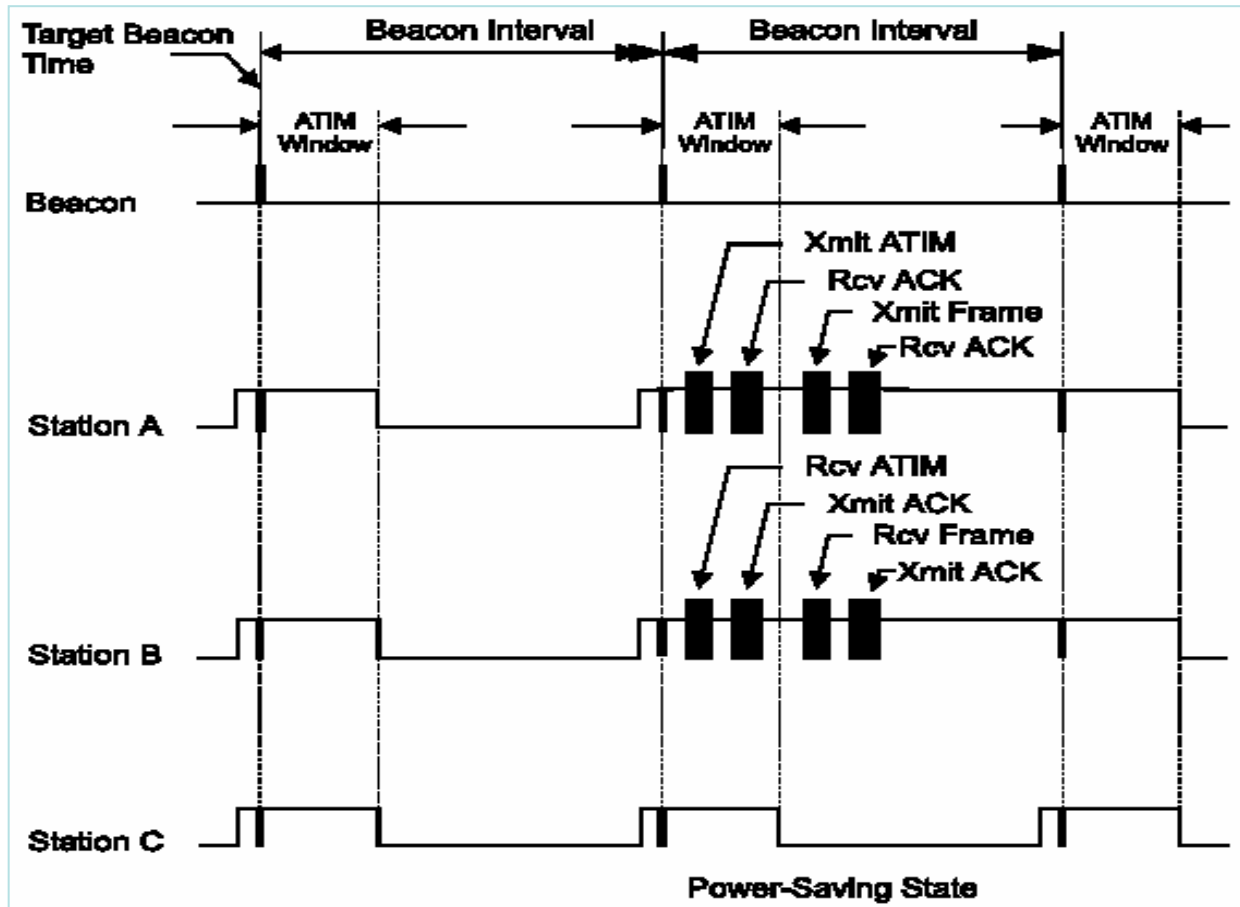 Target Beacon
Time
Beacon Interval
Beacon Interval
ATIM
Window
ATIM
Window
ATIM
Window
Beacon
Xmit ATIM
Rcv ACK
Xmit Frame
Rcv ACK
Station A
Rcv ATIM
Xmit ACK
Rcv Frame
Xmit ACK
Station B
Station C
Power-Saving State